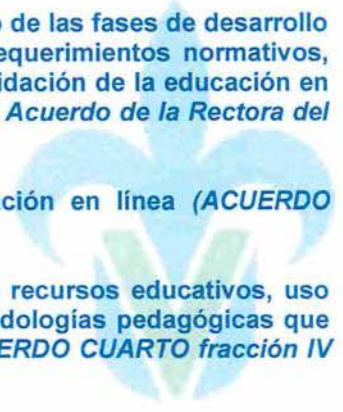 de las fases de desarrollo
equerimientos normativos,
idación de la educación en
Acuerdo de la Rectora del
ación en línea (ACUERDO
recursos educativos, uso
dologías pedagógicas que
ERDO CUARTO fracción IV